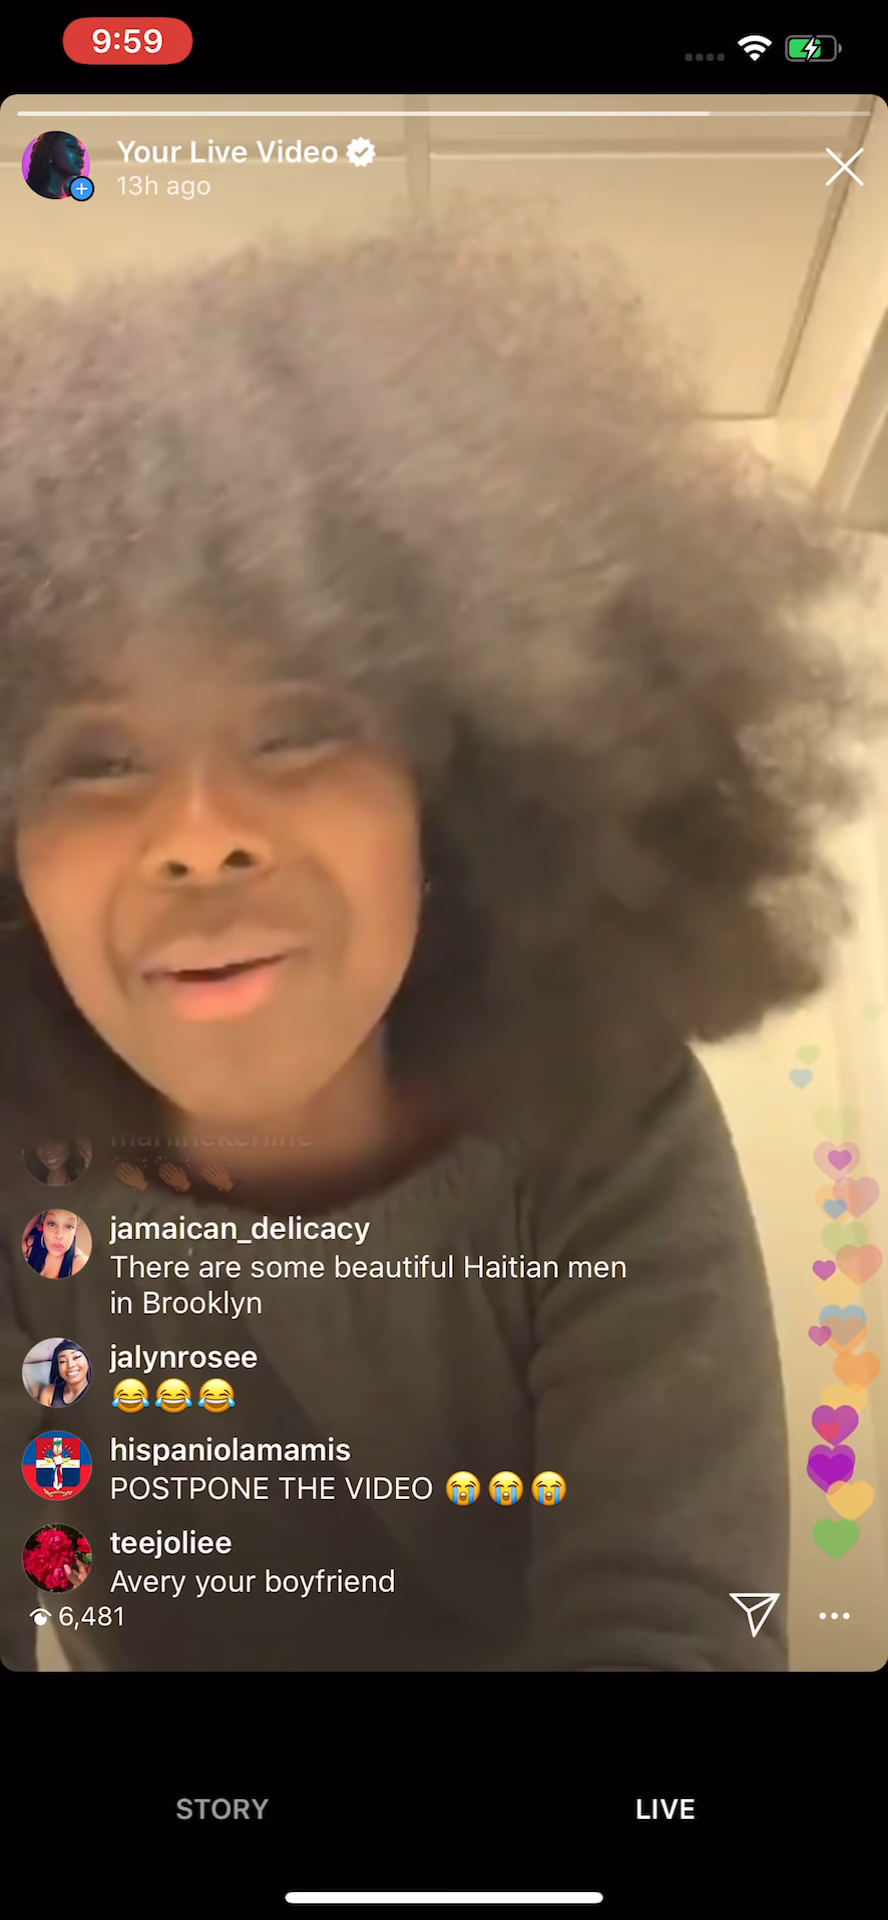 9:59
Your Live Video
13h ago
jamaican_delicacy
There are some beautiful Haitian men
in Brooklyn
jalynrosee
😂😂😂
hispaniolamamis
POSTPONE THE VIDEO 😭😭😭
teejoliee
Avery your boyfriend
6,481
STORY
LIVE